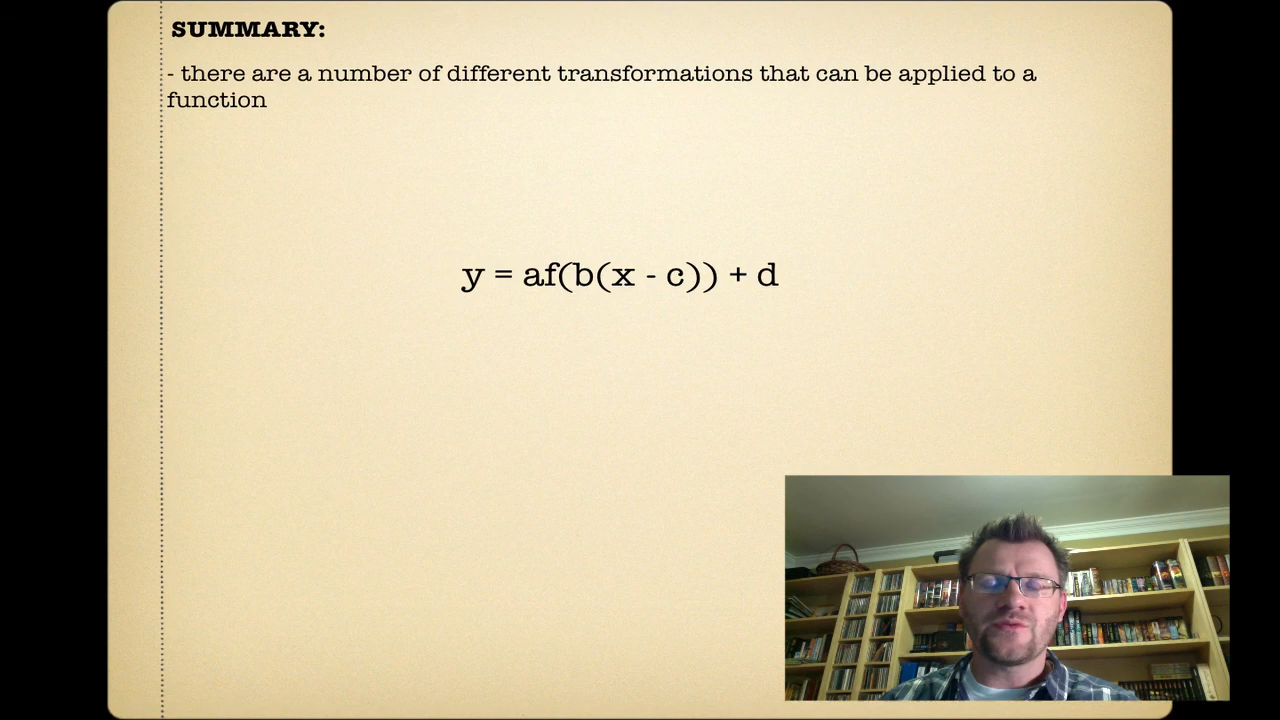 SUMMARY:
- there are a number of different transformations that can be applied to a
function
y = af(b(x - c)) + d